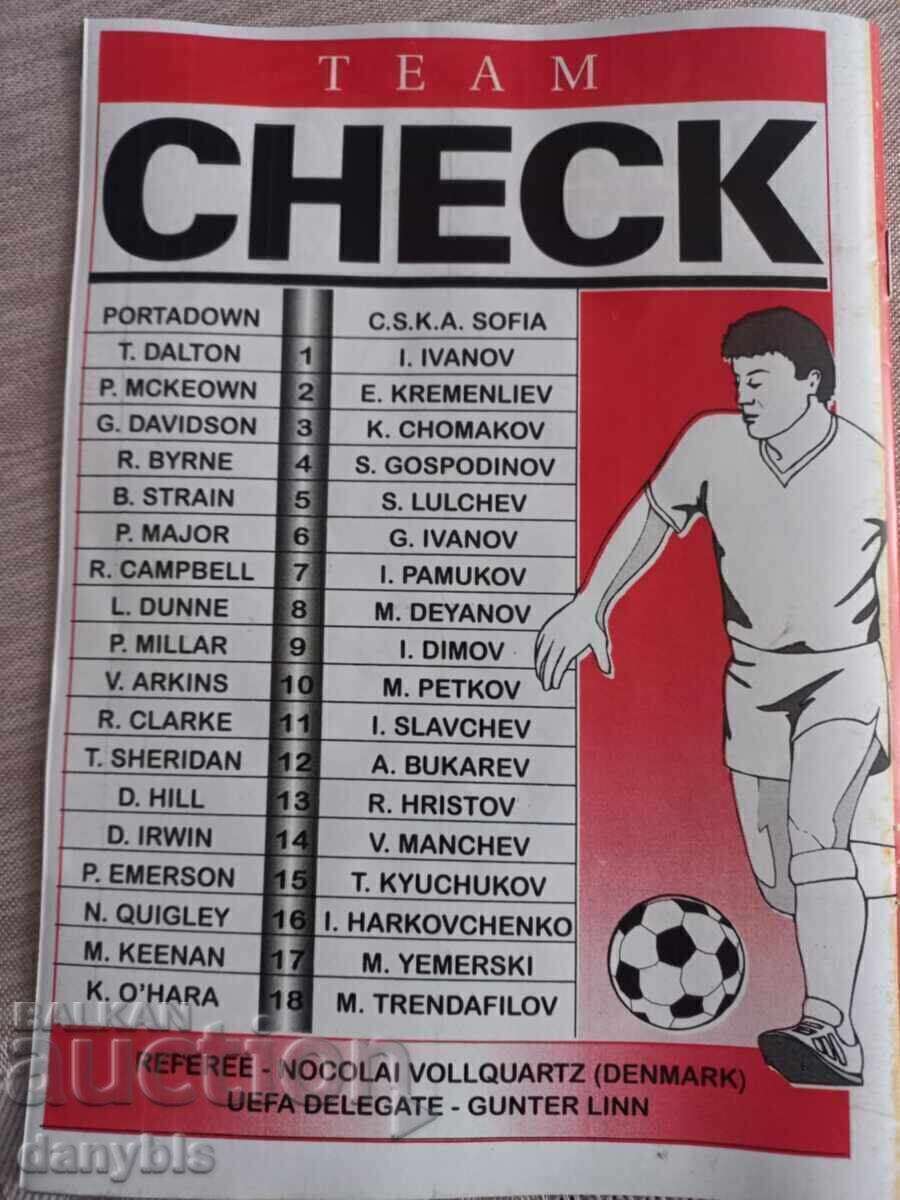 TEAM
CHECK
PORTADOWN C.S.K.A. SOFIA
T. DALTON 1 I. IVANOV
P. MCKEOWN 2 E. KREMENLIEV
G. DAVIDSON 3 K. CHOMAKOV
R. BYRNE 4 S. GOSPODINOV
B. STRAIN 5 S. LULCHEV
P. MAJOR 6 G. IVANOV
R. CAMPBELL 7 I. PAMUKOV
L. DUNNE 8 M. DEYANOV
P. MILLAR 9 I. DIMOV
V. ARKINS 10 M. PETKOV
R. CLARKE 11 I. SLAVCHEV
T. SHERIDAN 12 A. BUKAREV
D. HILL 13 R. HRISTOV
D. IRWIN 14 V. MANCHEV
P. EMERSON 15 T. KYUCHUKOV
N. QUIGLEY 16 I. HARKOVCHENKO
M. KEENAN 17 M. YEMERSKI
K. O'HARA 18 M. TRENDAFILOV
BALKAN
auction
REFEREE - NOCOLAI VOLLQUARTZ (DENMARK)
UEFA DELEGATE - GUNTER LINN
danybls